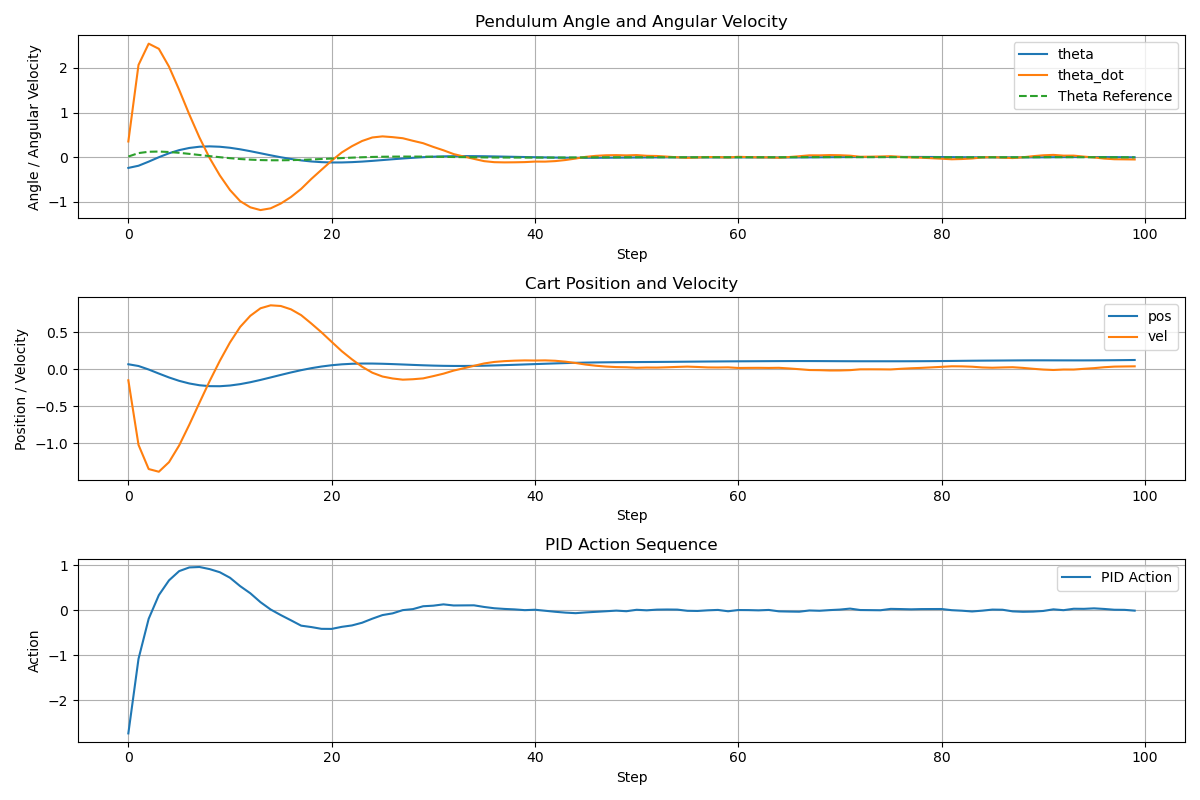 Pendulum Angle and Angular Velocity
Angle / Angular Velocity
2
1
0
−1
theta
theta_dot
Theta Reference
0 20 40 60 80 100
Step
Cart Position and Velocity
Position / Velocity
0.5
0.0
−0.5
−1.0
pos
vel
0 20 40 60 80 100
Step
PID Action Sequence
Action
1
0
−1
−2
PID Action
0 20 40 60 80 100
Step